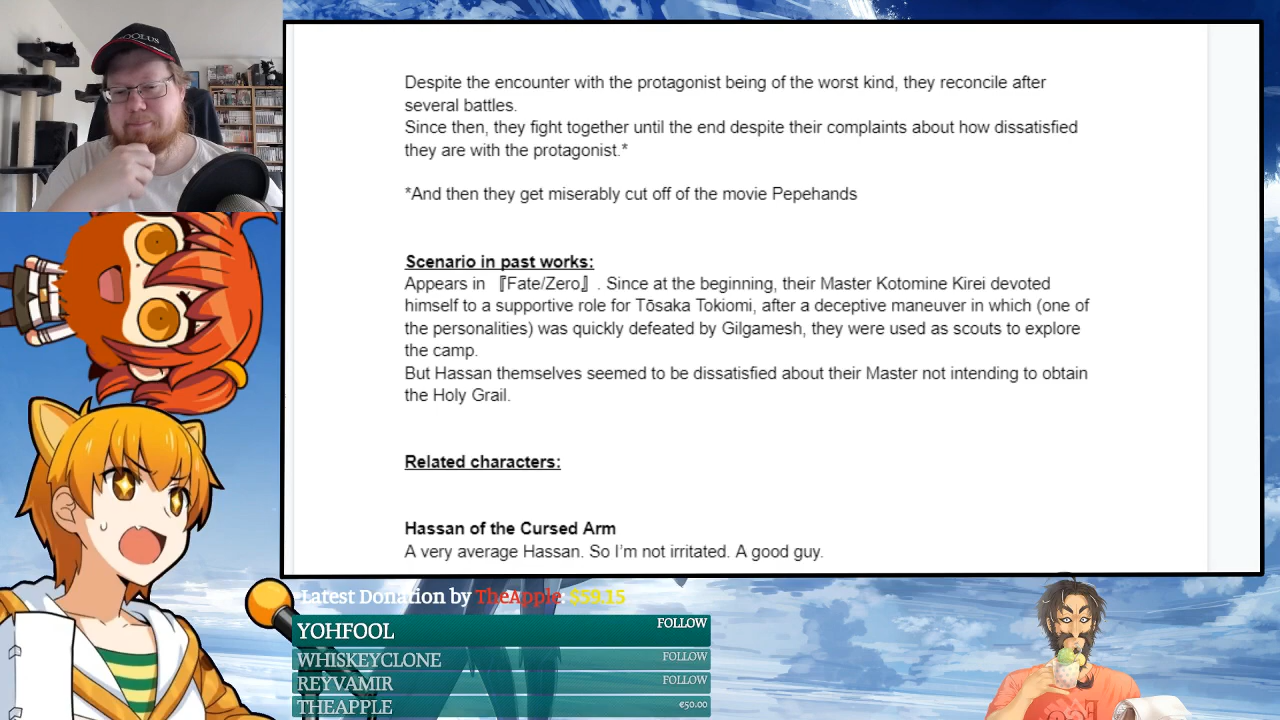 Despite the encounter with the protagonist being of the worst kind, they reconcile after
several battles.
Since then, they fight together until the end despite their complaints about how dissatisfied
they are with the protagonist.*
*And then they get miserably cut off of the movie Pepehands
Scenario in past works:
Appears in 『Fate/Zero』. Since at the beginning, their Master Kotomine Kirei devoted
himself to a supportive role for Tōsaka Tokiomi, after a deceptive maneuver in which (one of
the personalities) was quickly defeated by Gilgamesh, they were used as scouts to explore
the camp.
But Hassan themselves seemed to be dissatisfied about their Master not intending to obtain
the Holy Grail.
Related characters:
Hassan of the Cursed Arm
A very average Hassan. So I'm not irritated. A good guy.
Latest Donation by TheApple: $59.15
YOHFOOL FOLLOW
WHISKEYCLONE FOLLOW
REYVAMIR FOLLOW
THEAPPLE €50.00